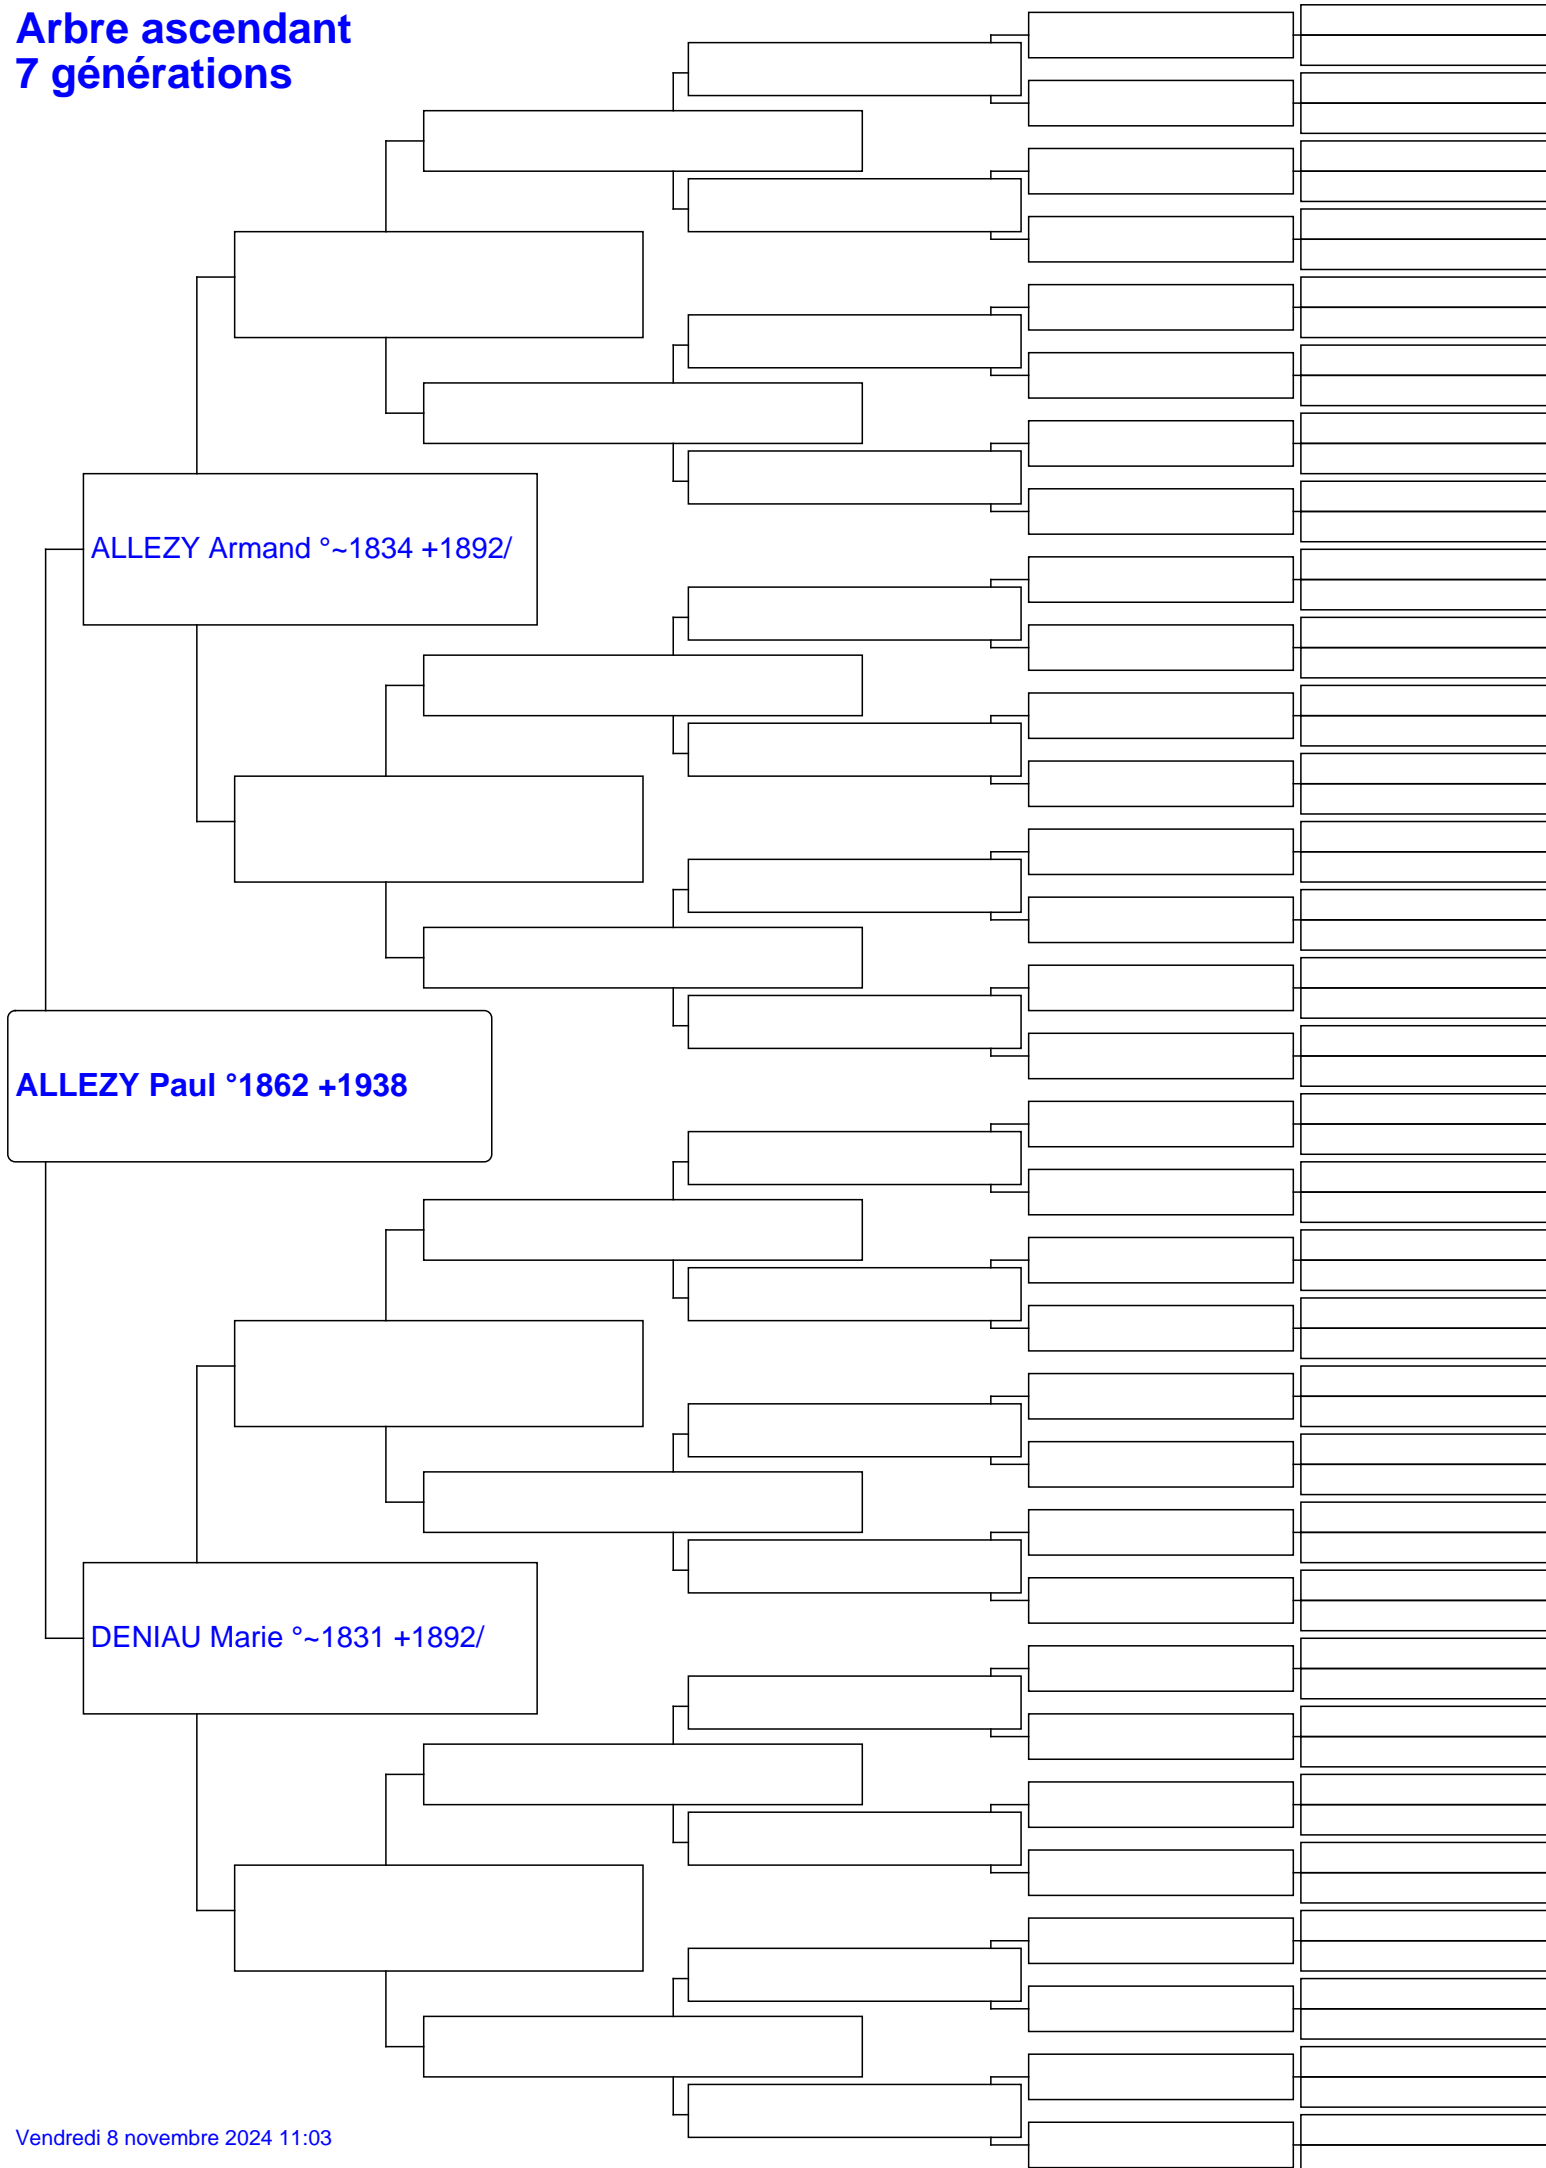 Arbre ascendant
7 générations
ALLEZY Armand °~1834 +1892/
ALLEZY Paul °1862 +1938
DENIAU Marie °~1831 +1892/
Vendredi 8 novembre 2024 11:03